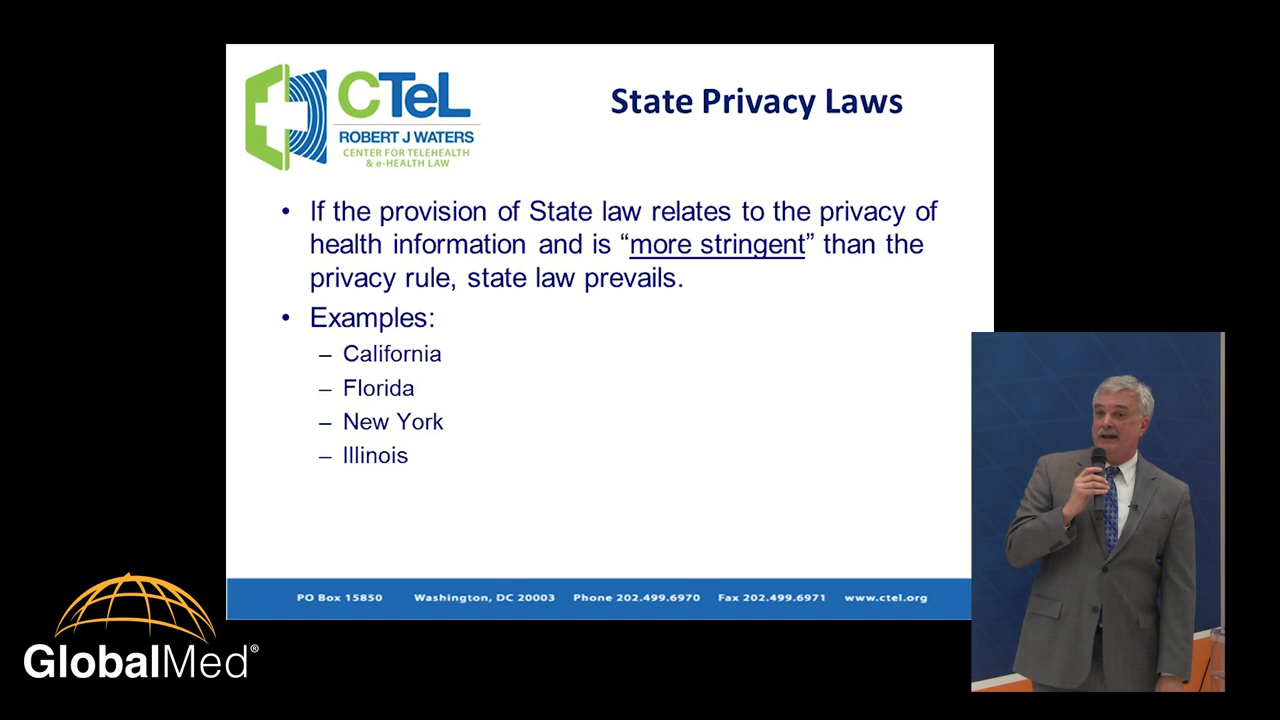 CTeL
ROBERT J WATERS
CENTER FOR TELEHEALTH
& e-HEALTH LAW
State Privacy Laws
• If the provision of State law relates to the privacy of
health information and is “more stringent” than the
privacy rule, state law prevails.
• Examples:
– California
– Florida
– New York
– Illinois
PO Box 15850 Washington, DC 20003 Phone 202.499.6970 Fax 202.499.6971 www.ctel.org
GlobalMed®